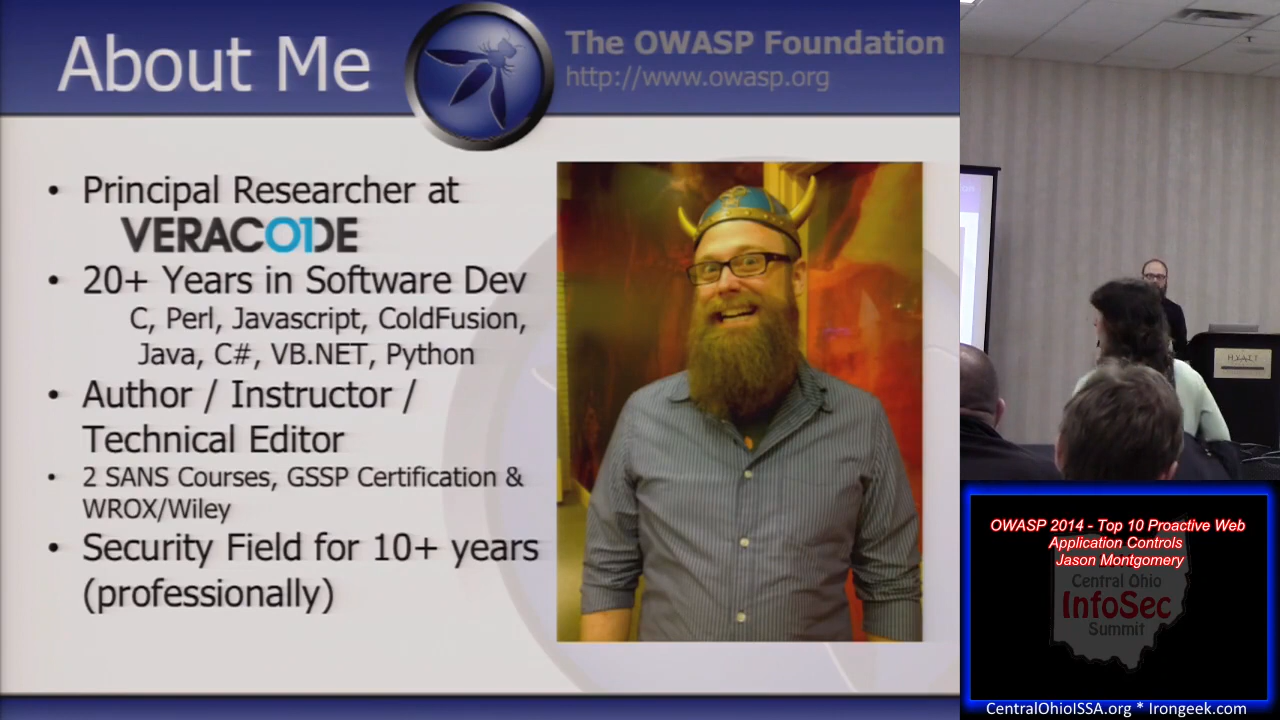 About Me
The OWASP Foundation
http://www.owasp.org
• Principal Researcher at
VERACODE
• 20+ Years in Software Dev
C, Perl, Javascript, ColdFusion,
Java, C#, VB.NET, Python
• Author / Instructor /
Technical Editor
• 2 SANS Courses, GSSP Certification &
WROX/Wiley
• Security Field for 10+ years
(professionally)
HYATT
OWASP 2014 - Top 10 Proactive Web
Application Controls
Jason Montgomery
Central Ohio
InfoSec
Summit
CentralOhioISSA.org * Irongeek.com